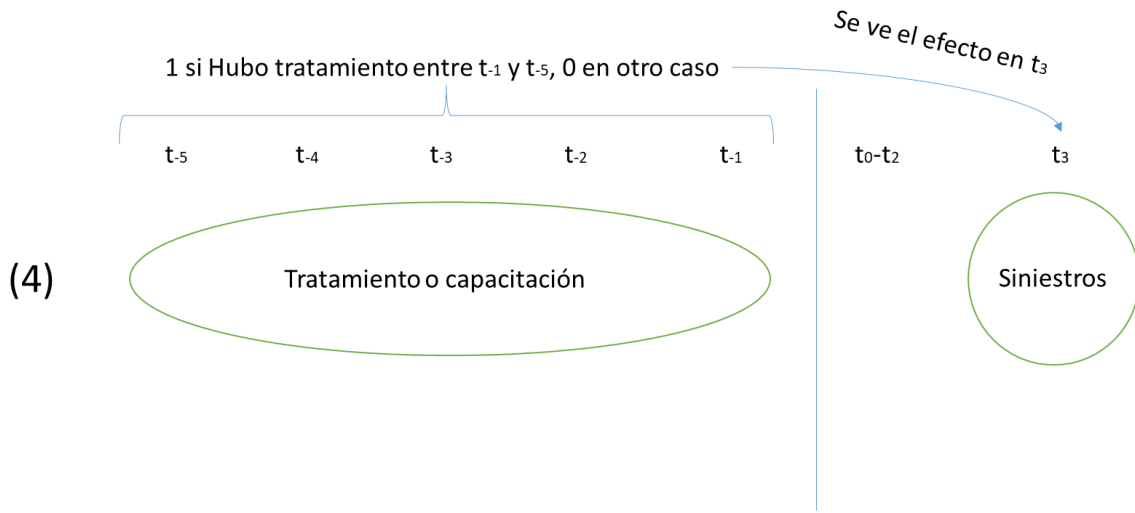 Se ve el efecto en t₃
1 si Hubo tratamiento entre t-₁ y t-₅, 0 en otro caso
t-₅ t-₄ t-₃ t-₂ t-₁ t₀-t₂ t₃
(4) Tratamiento o capacitación Siniestros